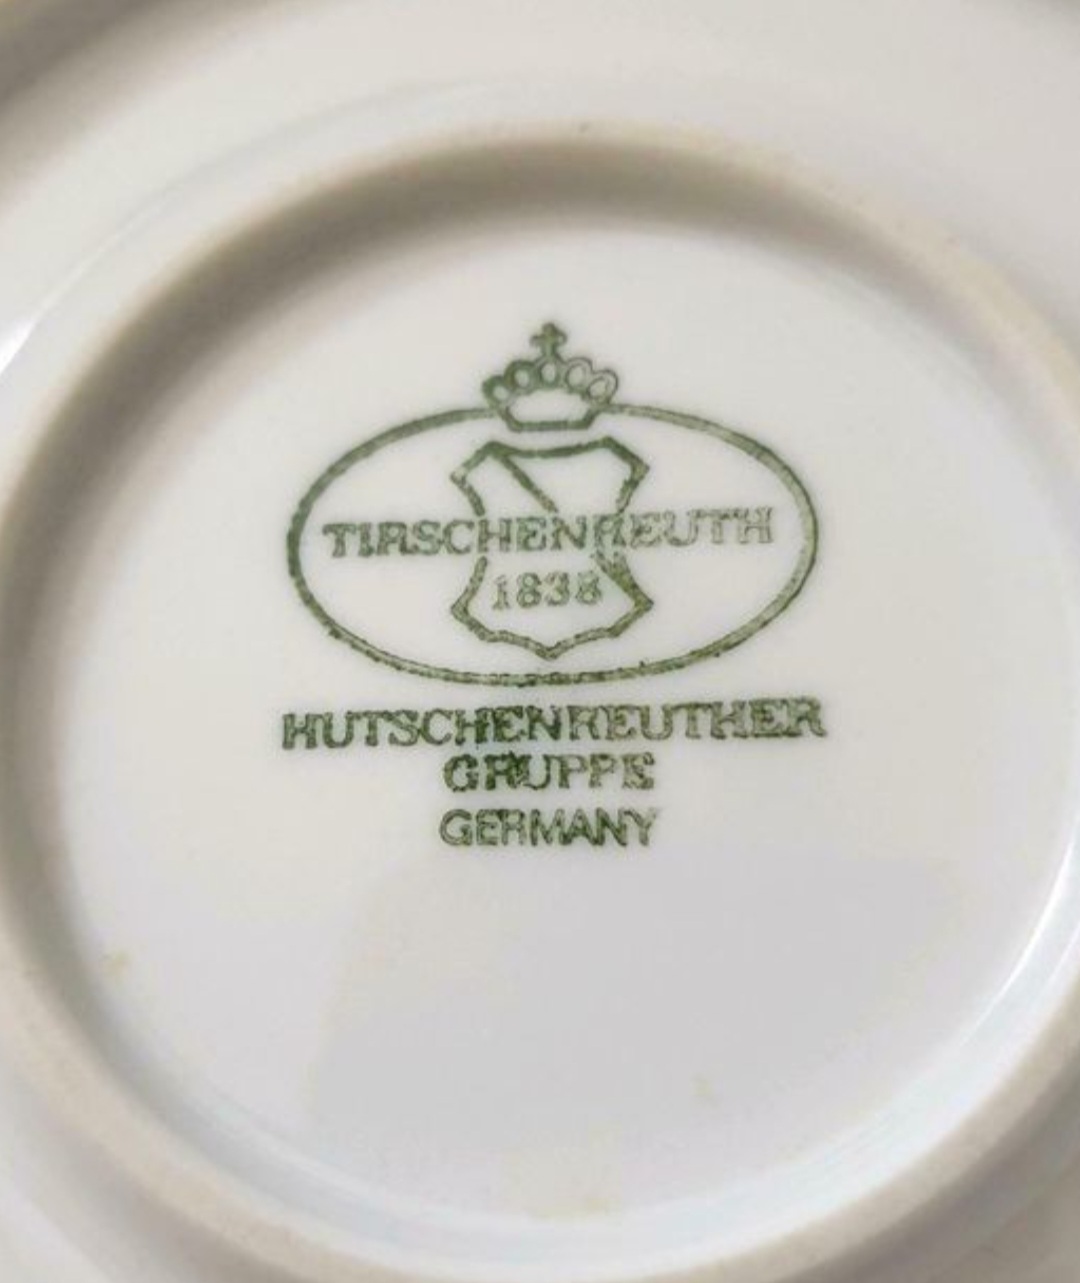 TIRSCHENREUTH
1838
HUTSCHENREUTHER
GRUPPE
GERMANY